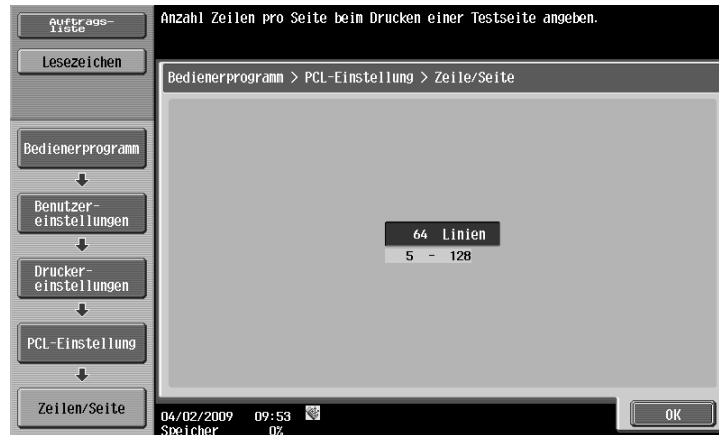 Auftrags-
liste
Lesezeichen
Bedienerprogramm
Benutzer-
einstellungen
Drucker-
einstellungen
PCL-Einstellung
Zeilen/Seite
Anzahl Zeilen pro Seite beim Drucken einer Testseite angeben.
Bedienerprogramm > PCL-Einstellung > Zeile/Seite
64 Linien
5 - 128
04/02/2009 09:53
Speicher 0%
OK